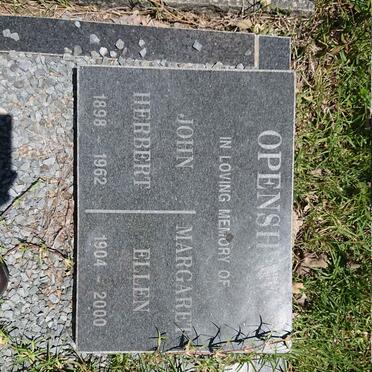 OPENSH
IN LOVING MEMORY OF
JOHN MARGARE
HERBERT ELLEN
1898 1962 1904 2000